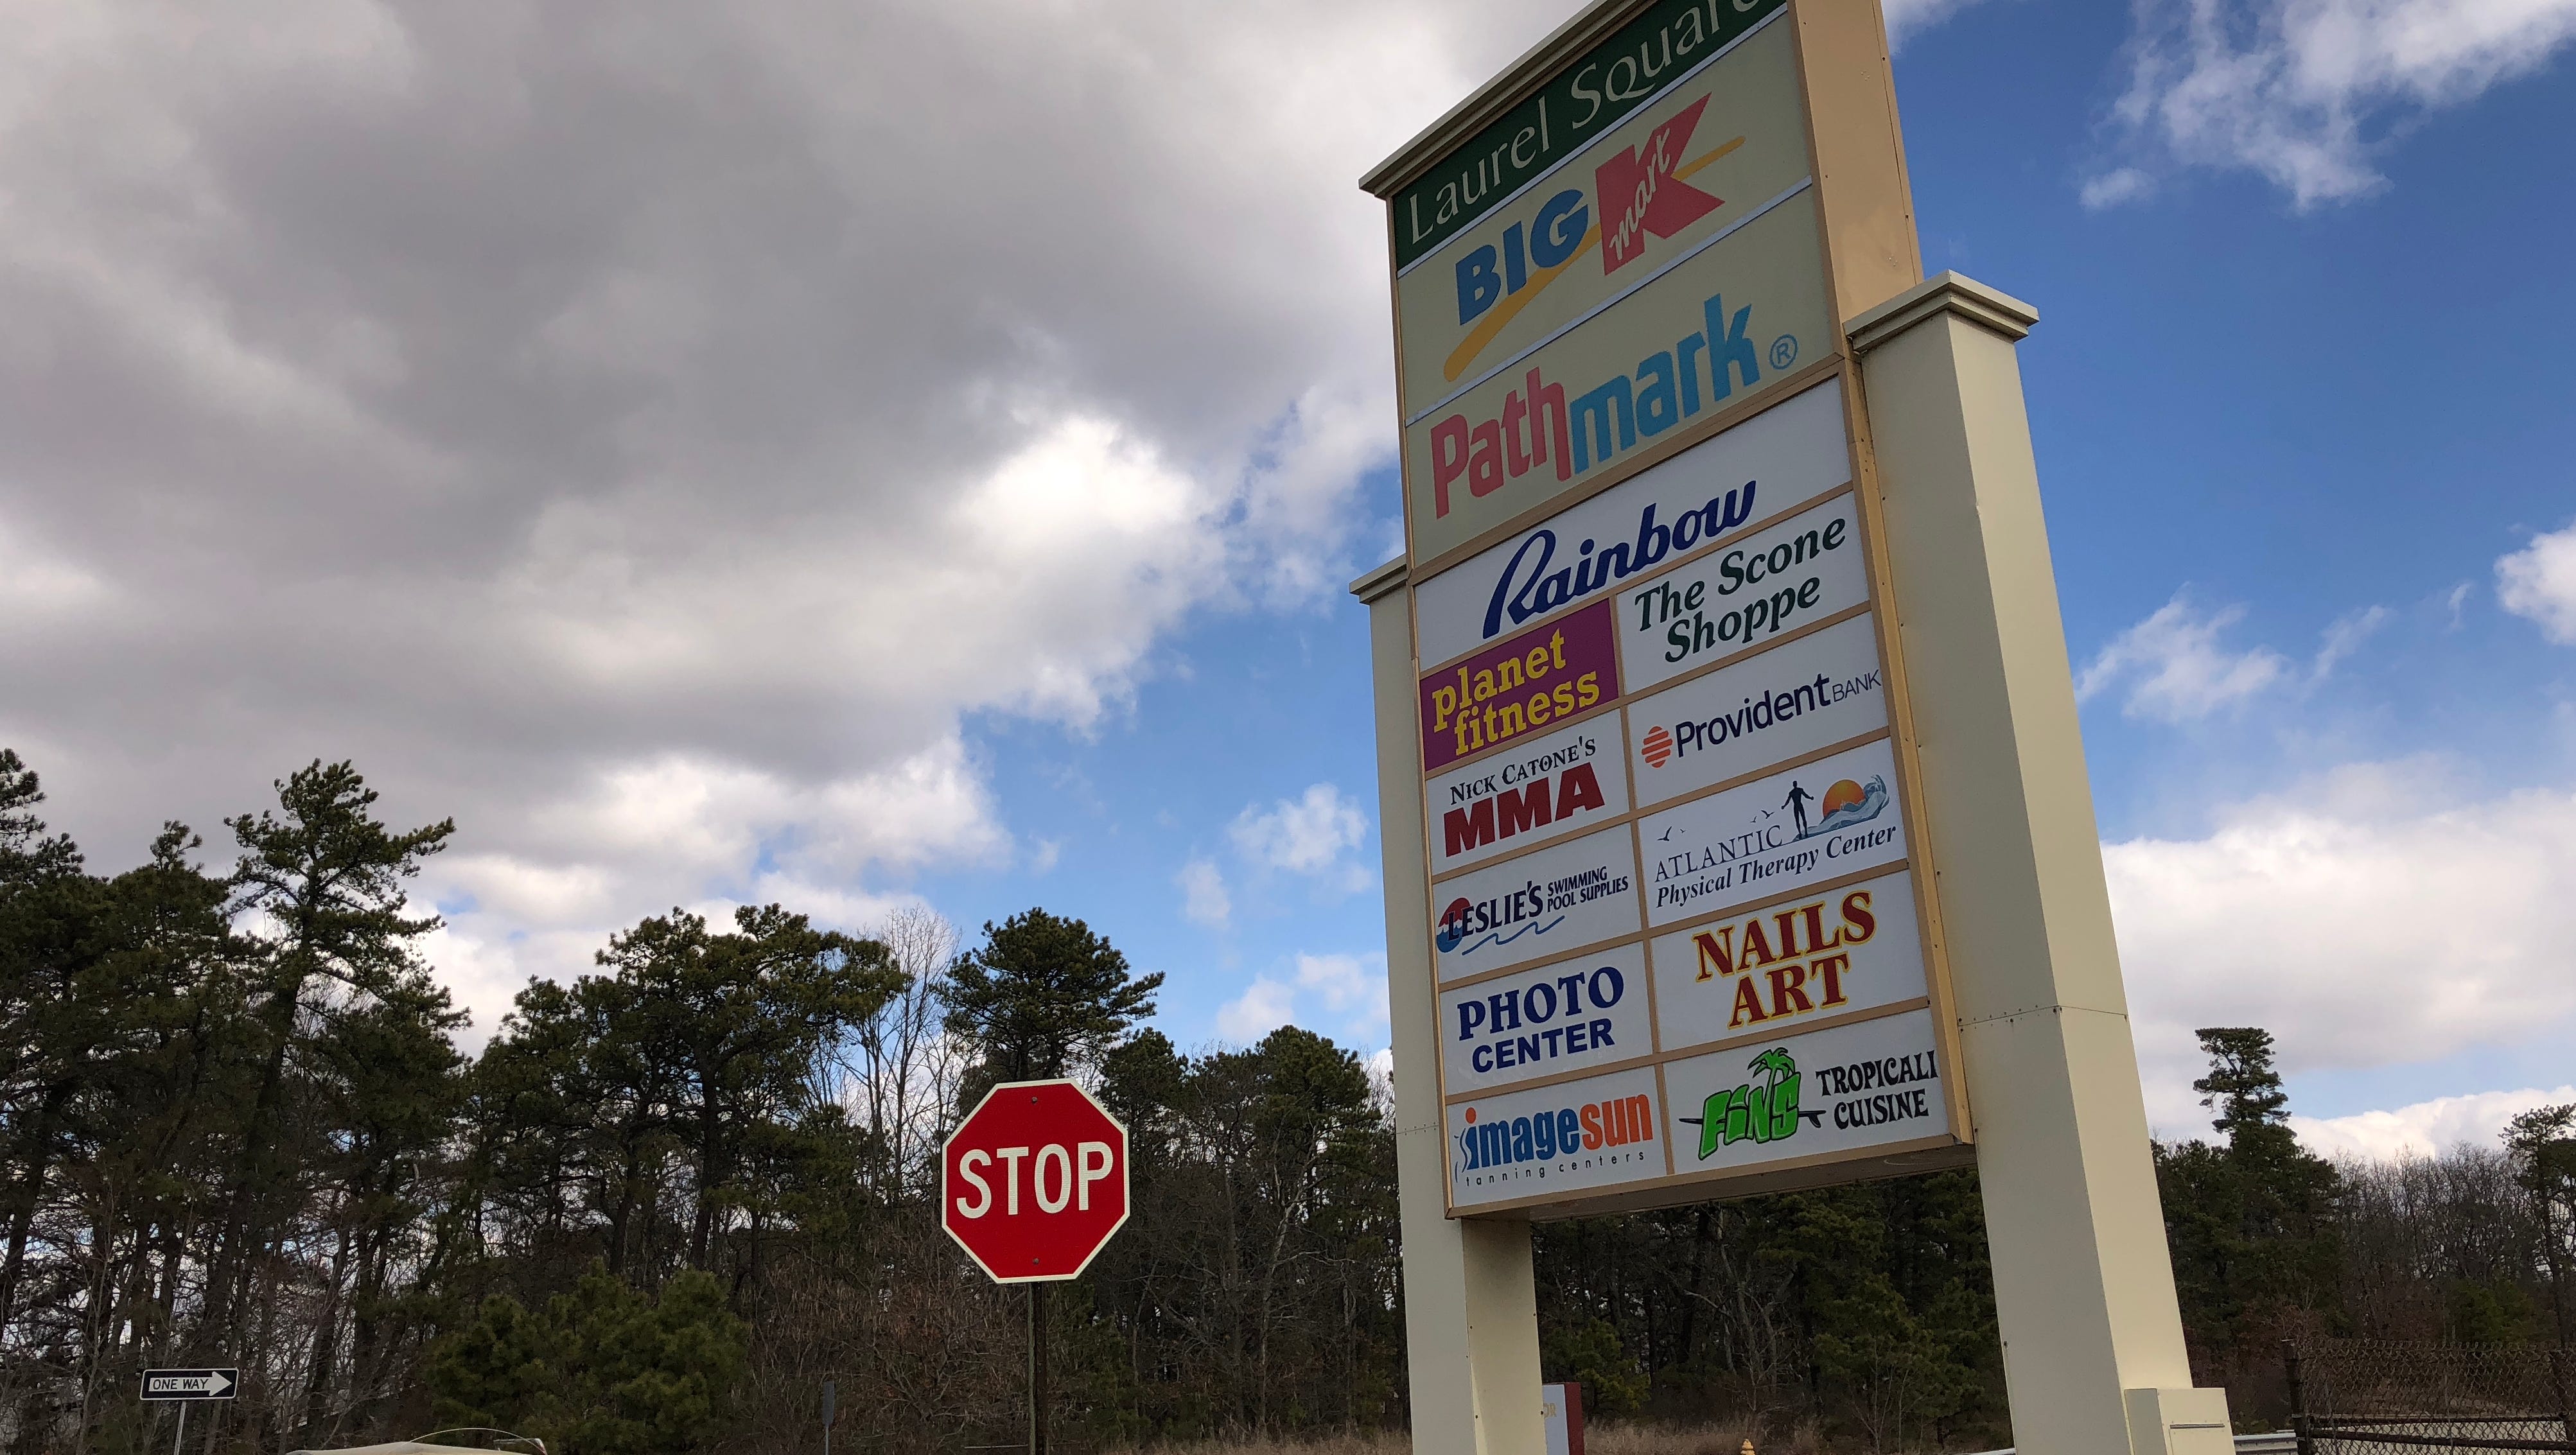 Laurel Square
BIG K
mart
Pathmark®
Rainbow
planet
fitness
The Scone
Shoppe
NICK CATONE'S
MMA
Provident BANK
LESLIE'S SWIMMING
POOL SUPPLIES
ATLANTIC
Physical Therapy Center
PHOTO
CENTER
NAILS
ART
imagesun
tanning centers
FINS TROPICALI
CUISINE
STOP
ONE WAY